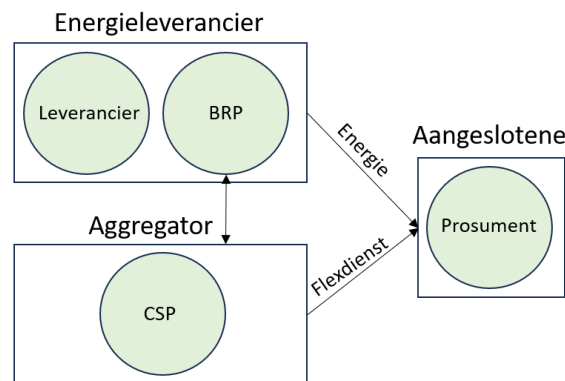 Energieleverancier
Leverancier
BRP
Energie
Aangeslotene
Prosument
Aggregator
Flexdienst
CSP